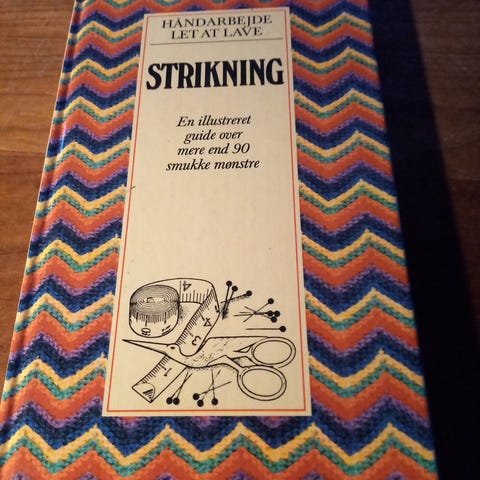 HÅNDARBEJDE
LET AT LAVE
STRIKNING
En illustreret
guide over
mere end 90
smukke mønstre